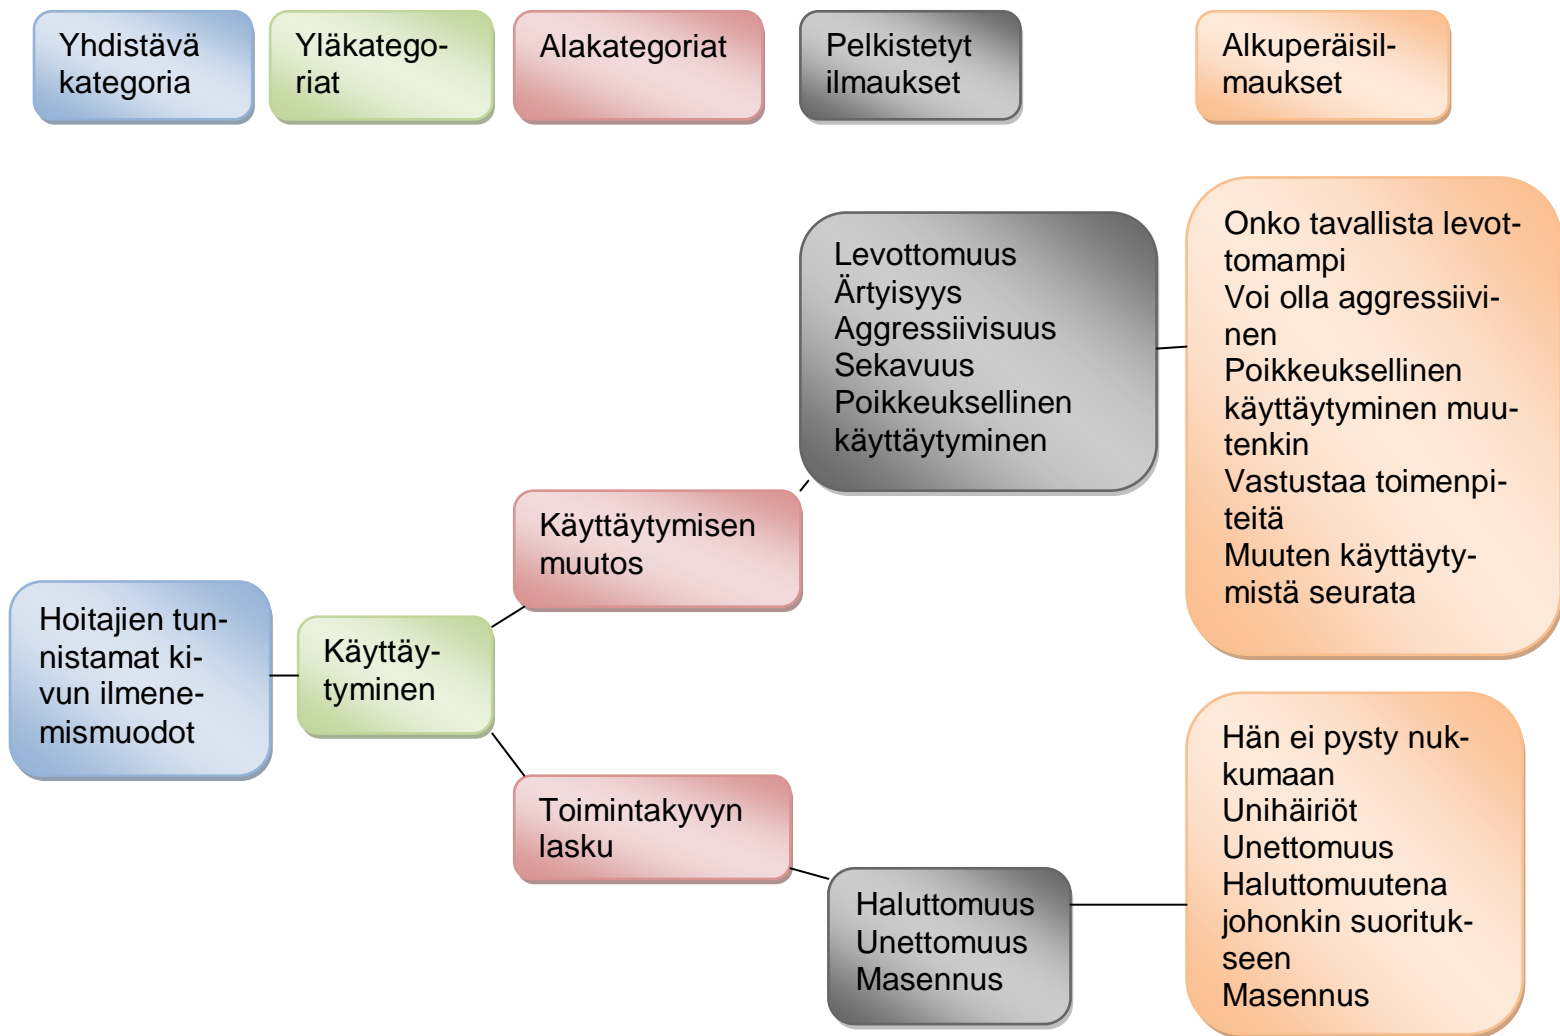 Yhdistävä
kategoria
Yläkatego-
riat
Alakategoriat
Pelkistetyt
ilmaukset
Alkuperäisil-
maukset
Hoitajien tun-
nistamat ki-
vun ilmene-
mismuodot
Käyttäy-
tyminen
Käyttäytymisen
muutos
Levottomuus
Ärtyisyys
Aggressiivisuus
Sekavuus
Poikkeuksellinen
käyttäytyminen
Onko tavallista levot-
tomampi
Voi olla aggressiivi-
nen
Poikkeuksellinen
käyttäytyminen muu-
tenkin
Vastustaa toimenpi-
teitä
Muuten käyttäyty-
mistä seurata
Toimintakyvyn
lasku
Haluttomuus
Unettomuus
Masennus
Hän ei pysty nuk-
kumaan
Unihäiriöt
Unettomuus
Haluttomuutena
johonkin suorituk-
seen
Masennus